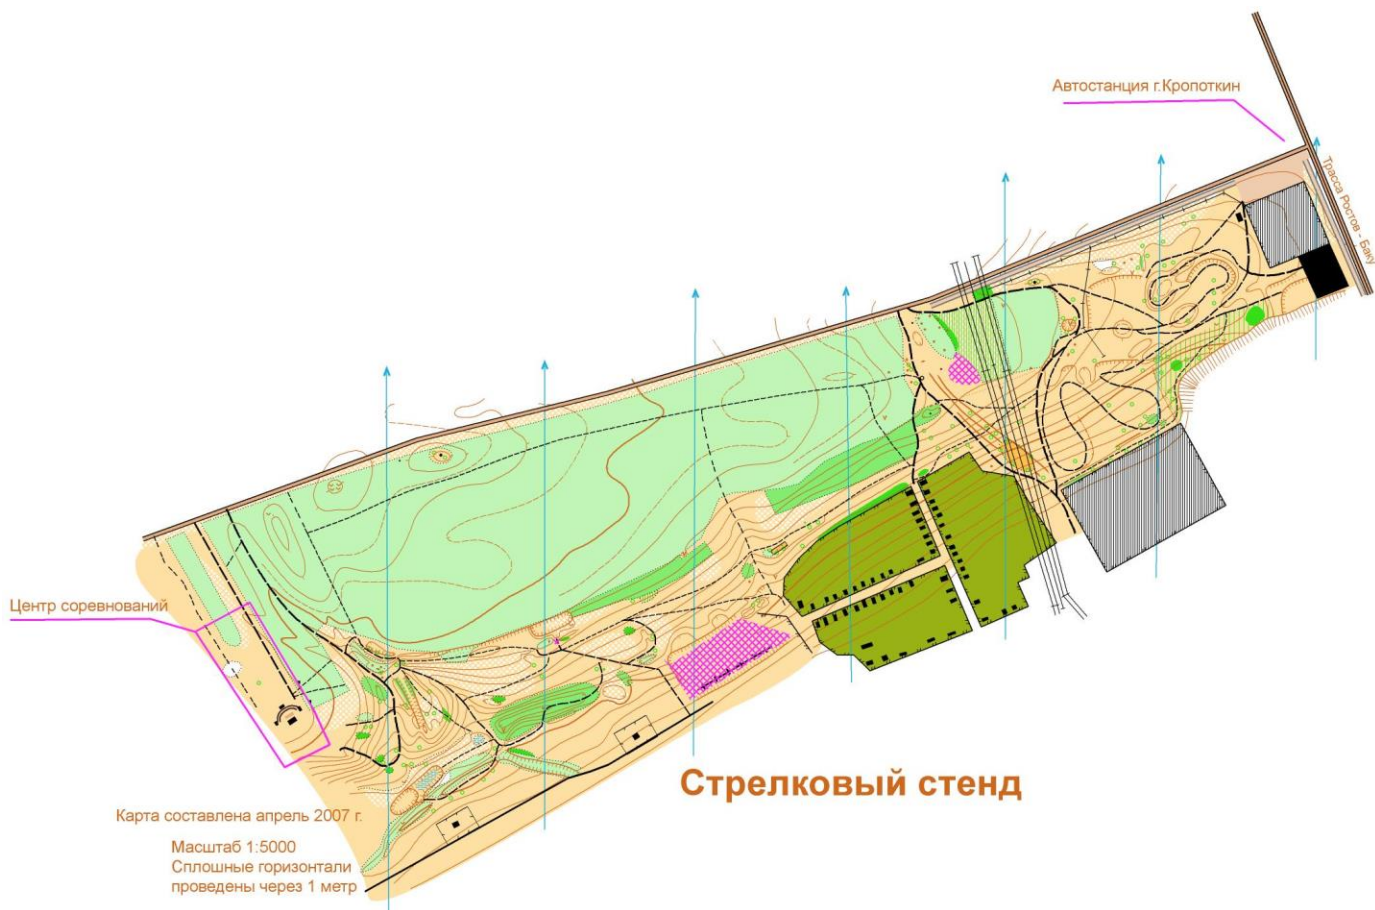 Автостанция г.Кропоткин
Трасса Ростов - Баку
Центр соревнований
Стрелковый стенд
Карта составлена апрель 2007 г.
Масштаб 1:5000
Сплошные горизонтали
проведены через 1 метр